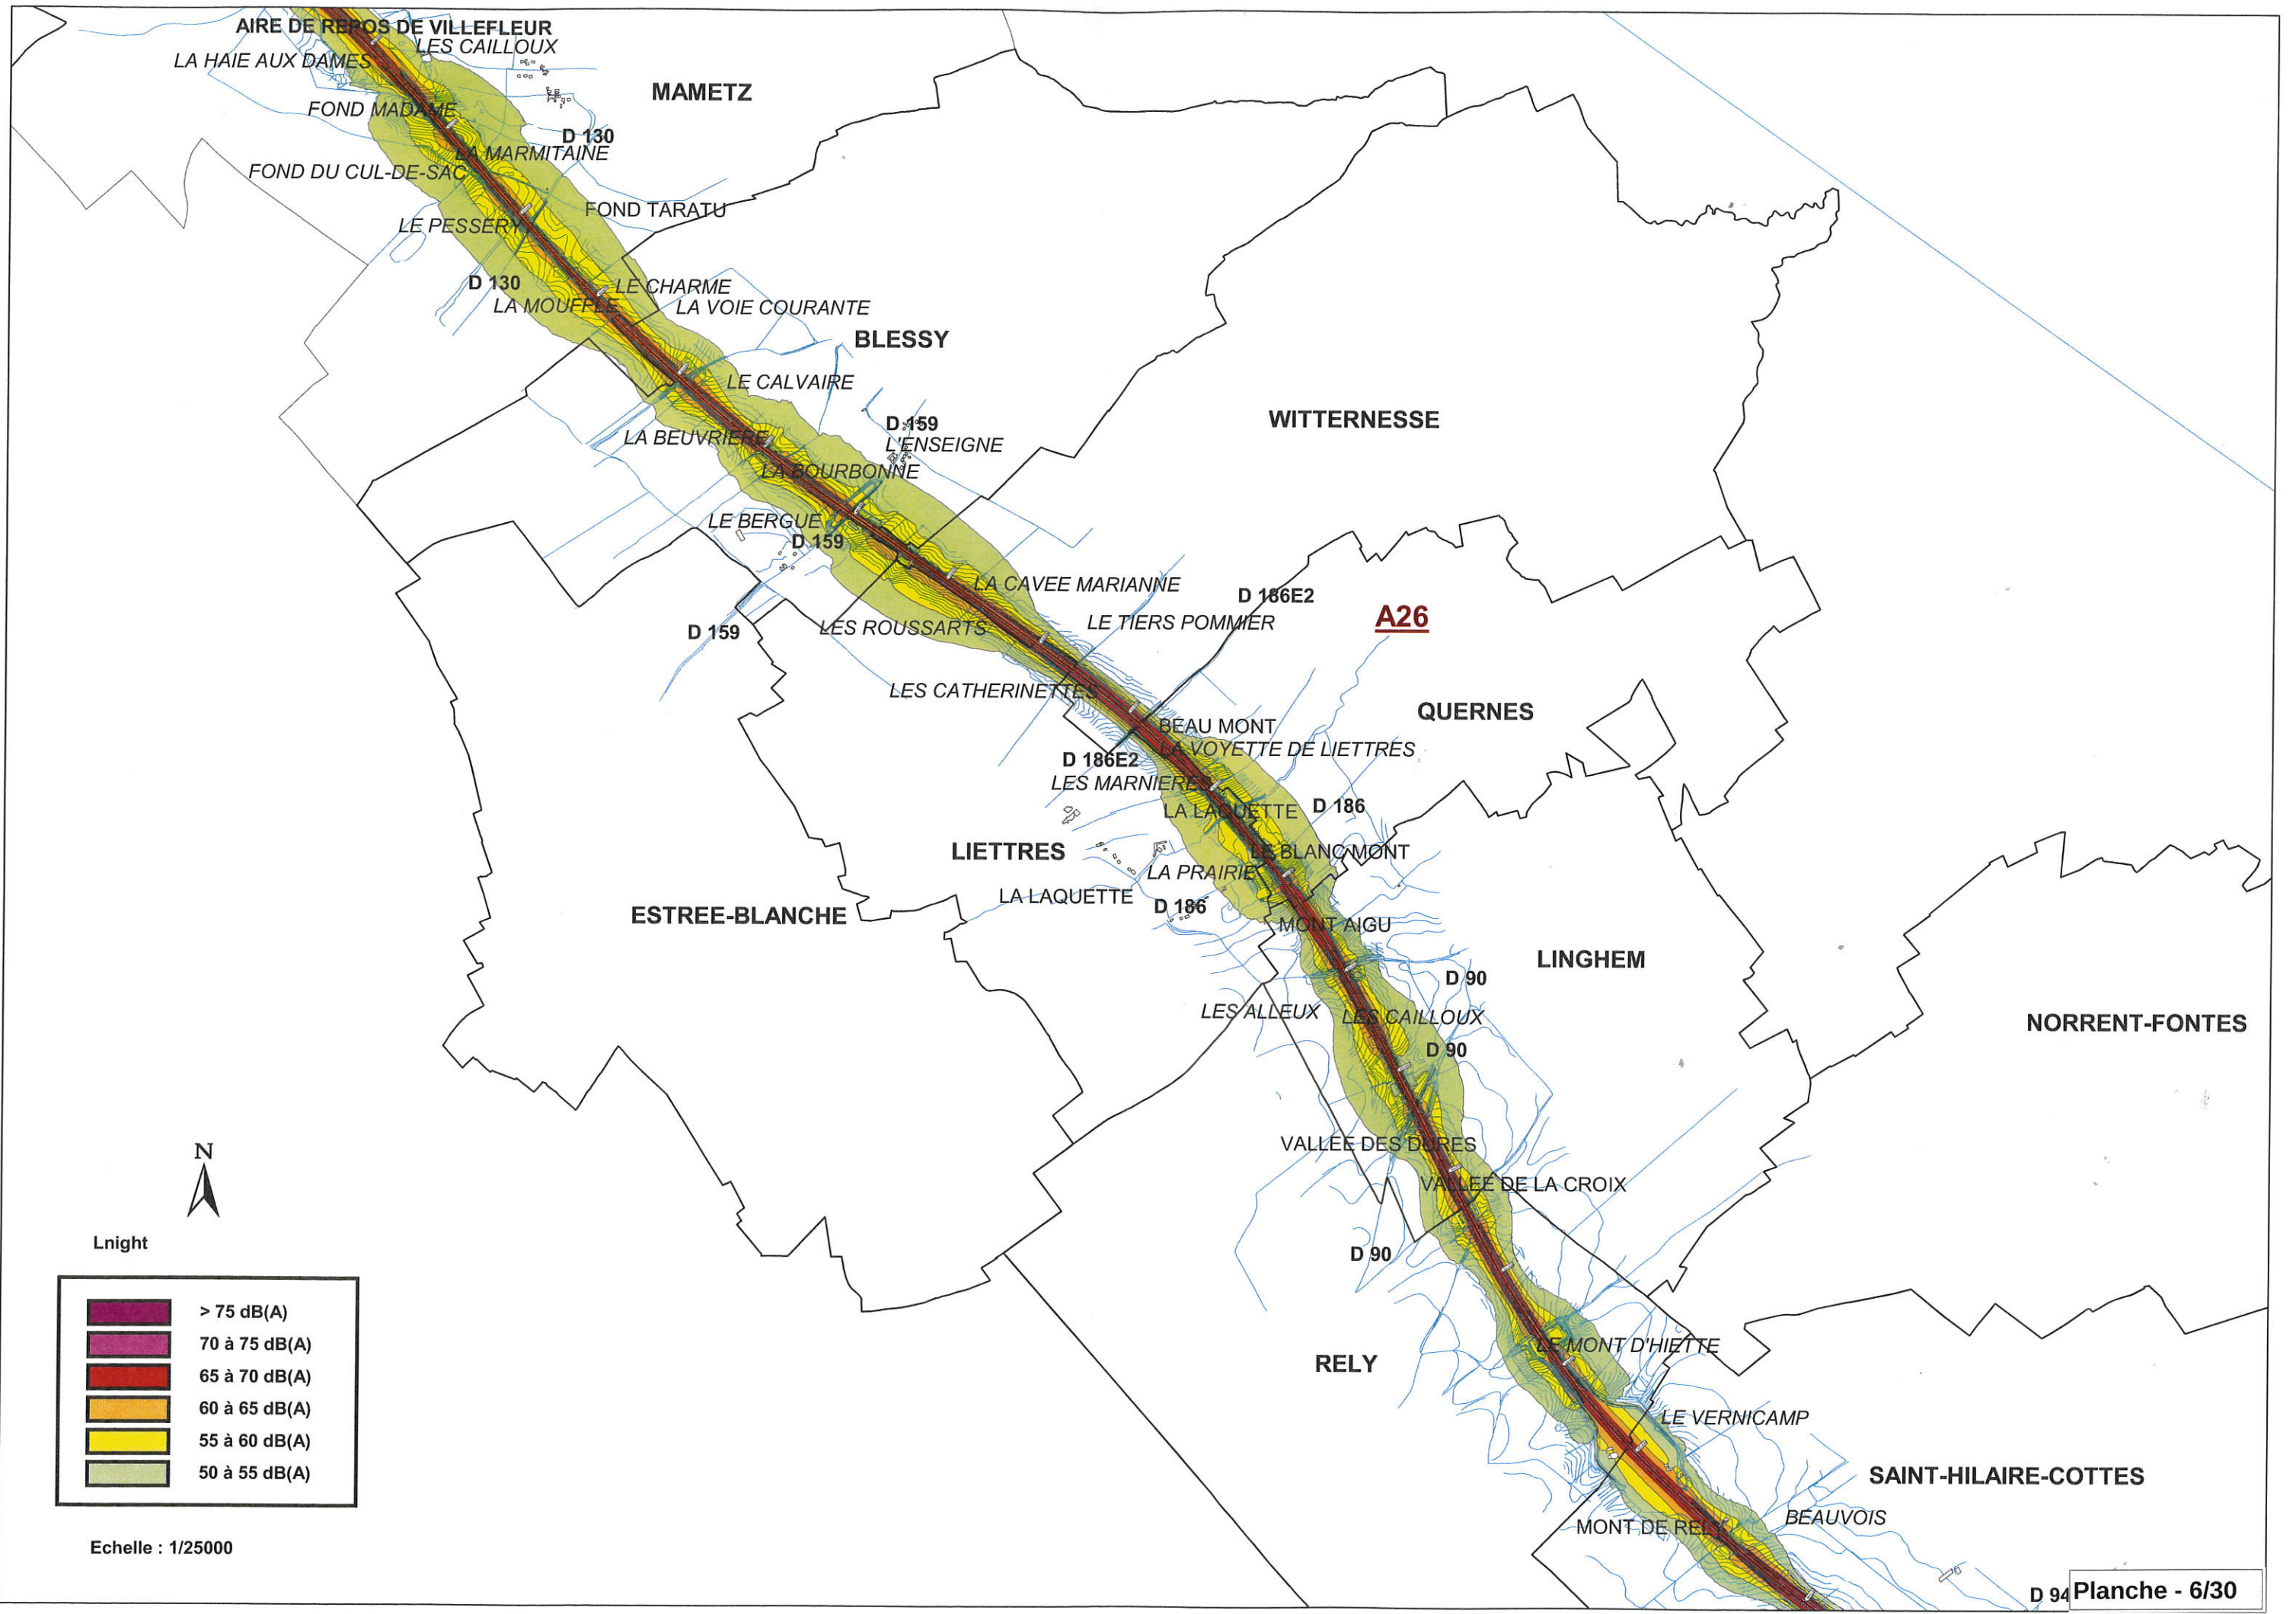 AIRE DE REPOS DE VILLEFLEUR
LES CAILLOUX
LA HAIE AUX DAMES
MAMETZ
FOND MADAME
D 130
LA MARMITAINE
FOND DU CUL-DE-SAC
FOND TARATU
LE PESSERY
D 130
LE CHARME
LA MOUFFLE
LA VOIE COURANTE
BLESSY
LE CALVAIRE
WITTERNESSE
D 159
LA BEUVRIERE
L'ENSEIGNE
LA BOURBONNE
LE BERGUE
D 159
LA CAVEE MARIANNE
D 186E2
A26
LE TIERS POMMIER
D 159
LES ROUSSARTS
LES CATHERINETTES
QUERNES
BEAU MONT
LA VOYETTE DE LIETTRES
D 186E2
LES MARNIERES
LA LAQUETTE
D 186
LIETTRES
LE BLANC MONT
LA PRAIRIE
LA LAQUETTE
D 186
ESTREE-BLANCHE
MONT AIGU
LINGHEM
D 90
LES ALLEUX
LES CAILLOUX
NORRENT-FONTES
D 90
VALLEE DES DURES
N
VALLEE DE LA CROIX
Lnight
D 90
> 75 dB(A)
70 à 75 dB(A)
65 à 70 dB(A)
60 à 65 dB(A)
55 à 60 dB(A)
50 à 55 dB(A)
LE MONT D'HIETTE
RELY
LE VERNICAMP
SAINT-HILAIRE-COTTES
BEAUVOIS
MONT DE RELY
Echelle : 1/25000
D 94
Planche - 6/30